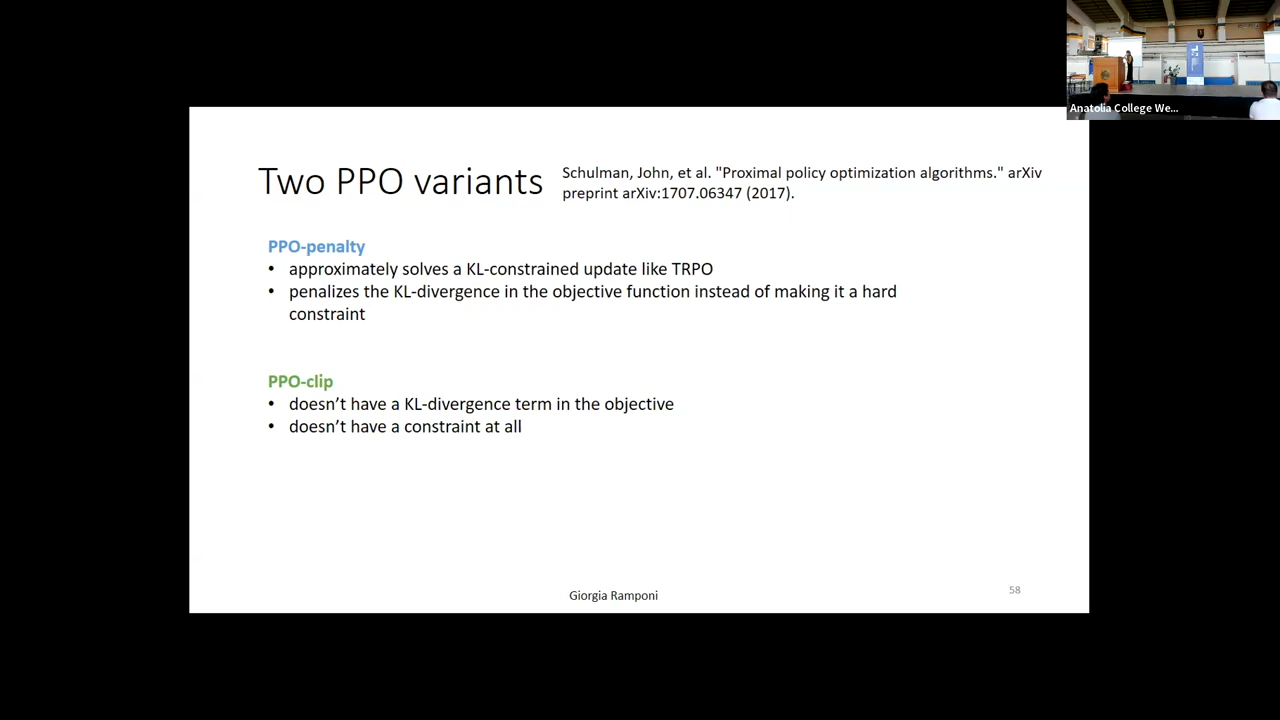 Anatolia College We...
Two PPO variants
Schulman, John, et al. "Proximal policy optimization algorithms." arXiv
preprint arXiv:1707.06347 (2017).
PPO-penalty
• approximately solves a KL-constrained update like TRPO
• penalizes the KL-divergence in the objective function instead of making it a hard
constraint
PPO-clip
• doesn’t have a KL-divergence term in the objective
• doesn’t have a constraint at all
Giorgia Ramponi
58